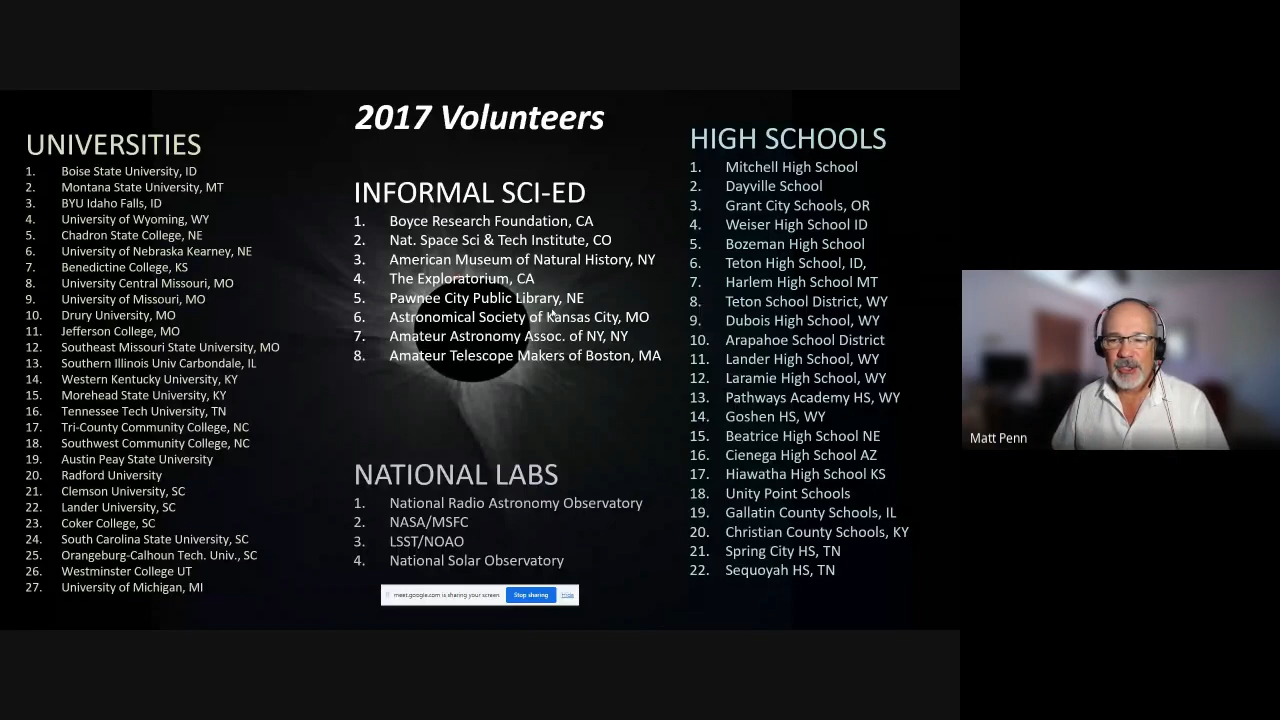 2017 Volunteers
UNIVERSITIES
1. Boise State University, ID
2. Montana State University, MT
3. BYU Idaho Falls, ID
4. University of Wyoming, WY
5. Chadron State College, NE
6. University of Nebraska Kearney, NE
7. Benedictine College, KS
8. University Central Missouri, MO
9. University of Missouri, MO
10. Drury University, MO
11. Jefferson College, MO
12. Southeast Missouri State University, MO
13. Southern Illinois Univ Carbondale, IL
14. Western Kentucky University, KY
15. Morehead State University, KY
16. Tennessee Tech University, TN
17. Tri-County Community College, NC
18. Southwest Community College, NC
19. Austin Peay State University
20. Radford University
21. Clemson University, SC
22. Lander University, SC
23. Coker College, SC
24. South Carolina State University, SC
25. Orangeburg-Calhoun Tech. Univ., SC
26. Westminster College UT
27. University of Michigan, MI
INFORMAL SCI-ED
1. Boyce Research Foundation, CA
2. Nat. Space Sci & Tech Institute, CO
3. American Museum of Natural History, NY
4. The Exploratorium, CA
5. Pawnee City Public Library, NE
6. Astronomical Society of Kansas City, MO
7. Amateur Astronomy Assoc. of NY, NY
8. Amateur Telescope Makers of Boston, MA
NATIONAL LABS
1. National Radio Astronomy Observatory
2. NASA/MSFC
3. LSST/NOAO
4. National Solar Observatory
meet.google.com is sharing your screen. Stop sharing Hide
HIGH SCHOOLS
1. Mitchell High School
2. Dayville School
3. Grant City Schools, OR
4. Weiser High School ID
5. Bozeman High School
6. Teton High School, ID,
7. Harlem High School MT
8. Teton School District, WY
9. Dubois High School, WY
10. Arapahoe School District
11. Lander High School, WY
12. Laramie High School, WY
13. Pathways Academy HS, WY
14. Goshen HS, WY
15. Beatrice High School NE
16. Cienega High School AZ
17. Hiawatha High School KS
18. Unity Point Schools
19. Gallatin County Schools, IL
20. Christian County Schools, KY
21. Spring City HS, TN
22. Sequoyah HS, TN
Matt Penn